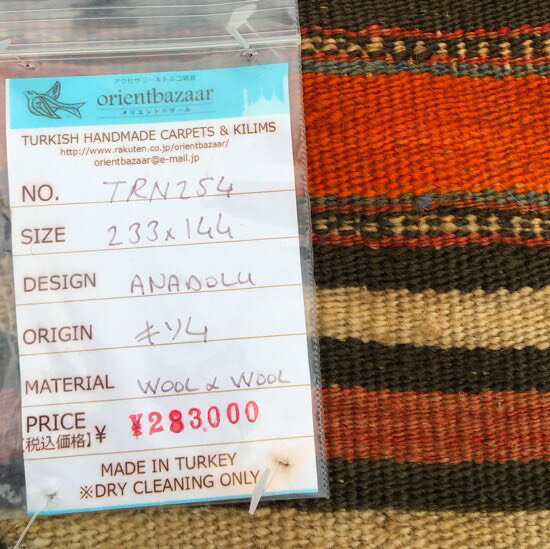 アクセサリー&トルコ雑貨
orientbazaar
オリエントバザール
TURKISH HANDMADE CARPETS & KILIMS
http://www.rakuten.co.jp/orientbazaar/
orientbazaar@e-mail.jp
NO. TRN254
SIZE 233x144
DESIGN ANADOLU
ORIGIN キリム
MATERIAL WOOL & WOOL
PRICE ¥283,000
【税込価格】¥
MADE IN TURKEY
※DRY CLEANING ONLY